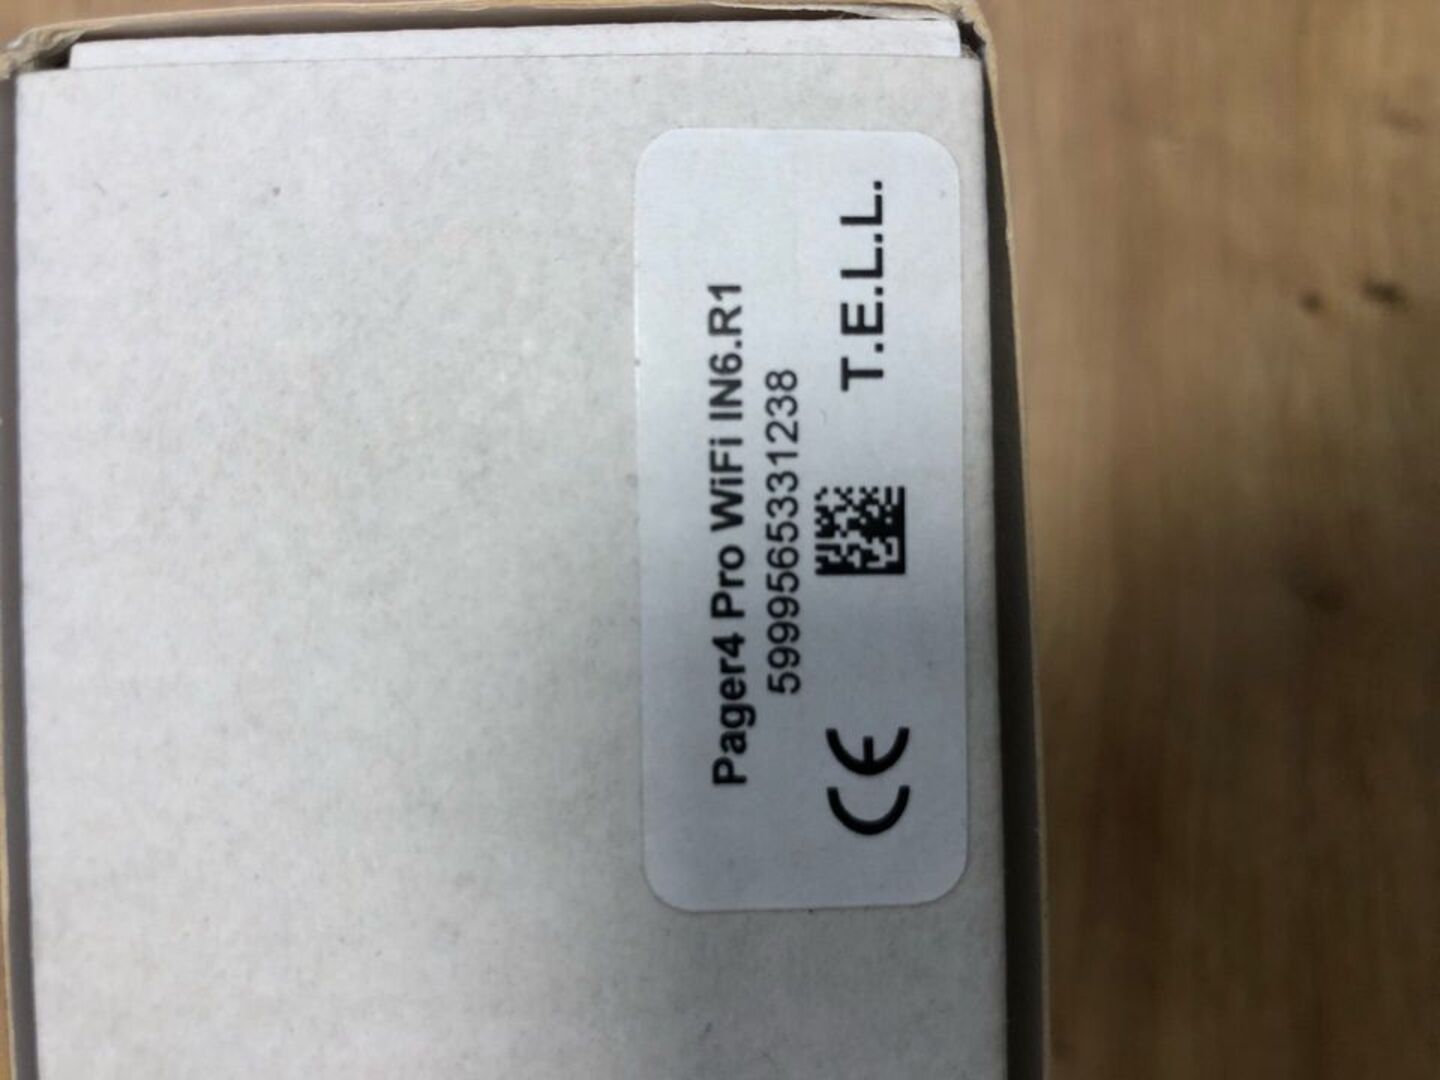 Pager4 Pro WiFi IN6.R1
5999565331238
CE
T.E.L.L.